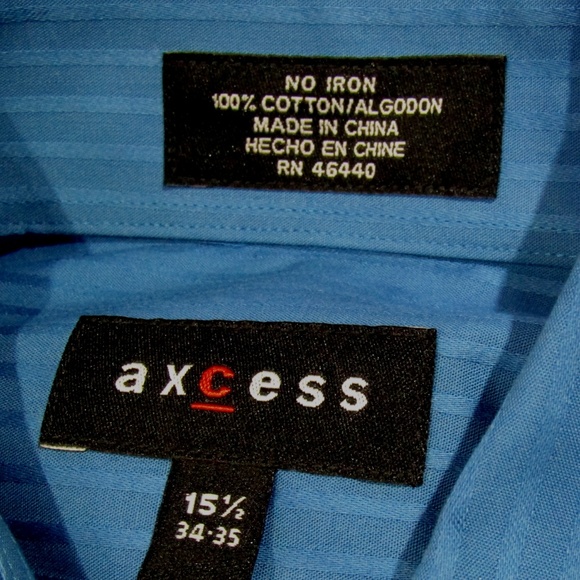 NO IRON
100% COTTON/ALGODON
MADE IN CHINA
HECHO EN CHINE
RN 46440
axcess
15½
34·35